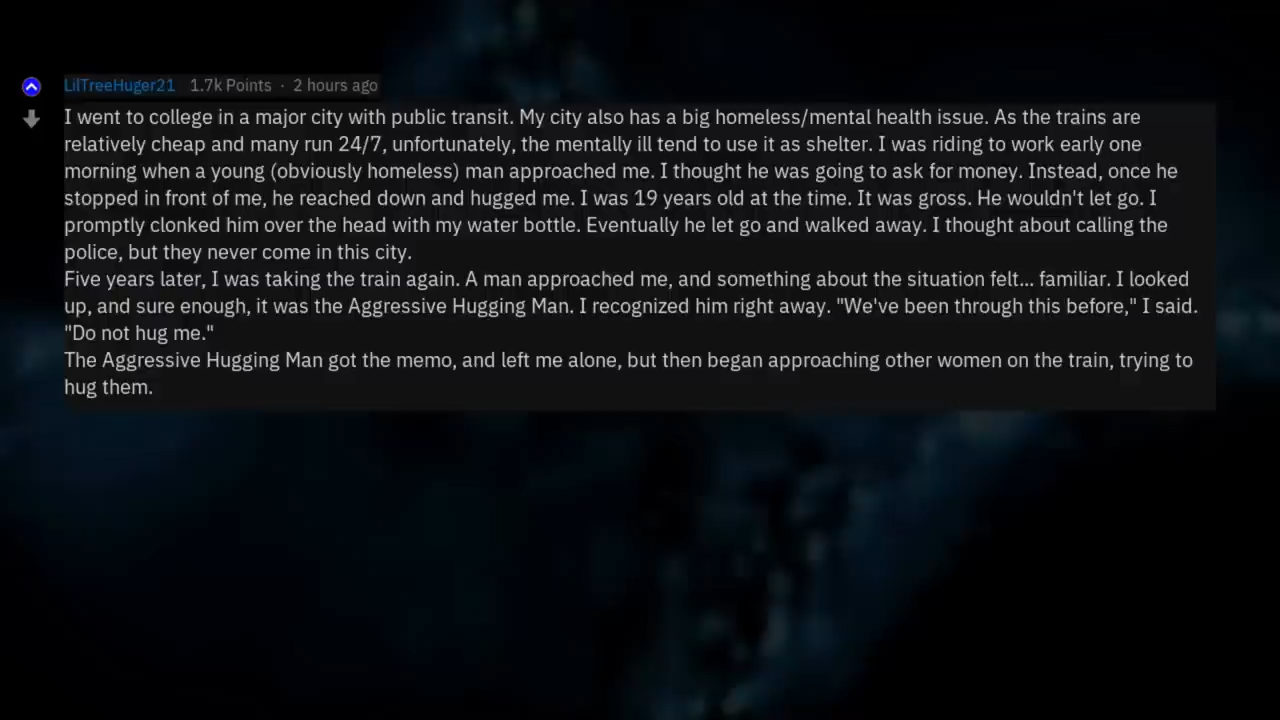 LilTreeHuger21 1.7k Points · 2 hours ago
I went to college in a major city with public transit. My city also has a big homeless/mental health issue. As the trains are
relatively cheap and many run 24/7, unfortunately, the mentally ill tend to use it as shelter. I was riding to work early one
morning when a young (obviously homeless) man approached me. I thought he was going to ask for money. Instead, once he
stopped in front of me, he reached down and hugged me. I was 19 years old at the time. It was gross. He wouldn't let go. I
promptly clonked him over the head with my water bottle. Eventually he let go and walked away. I thought about calling the
police, but they never come in this city.
Five years later, I was taking the train again. A man approached me, and something about the situation felt... familiar. I looked
up, and sure enough, it was the Aggressive Hugging Man. I recognized him right away. "We've been through this before," I said.
"Do not hug me."
The Aggressive Hugging Man got the memo, and left me alone, but then began approaching other women on the train, trying to
hug them.